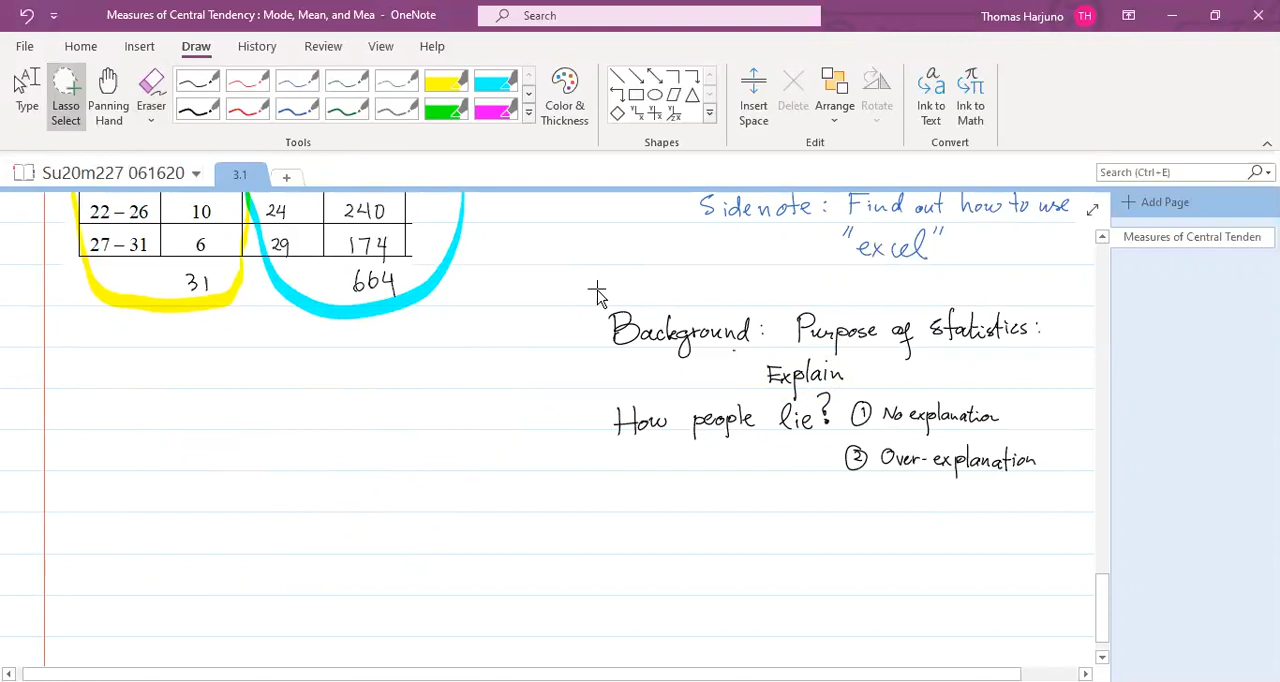 Measures of Central Tendency : Mode, Mean, and Mea - OneNote
Search
Thomas Harjuno
TH
File Home Insert Draw History Review View Help
Type
Lasso Select
Panning Hand
Eraser
Color & Thickness
Insert Space
Delete
Arrange
Rotate
Ink to Text
Ink to Math
Tools
Shapes
Edit
Convert
Su20m227 061620
3.1
Search (Ctrl+E)
Add Page
Measures of Central Tenden
22 – 26 10 24 240
27 – 31 6 29 174
31 664
Sidenote : Find out how to use
"excel"
Background : Purpose of statistics :
Explain
How people lie? ① No explanation
② Over-explanation